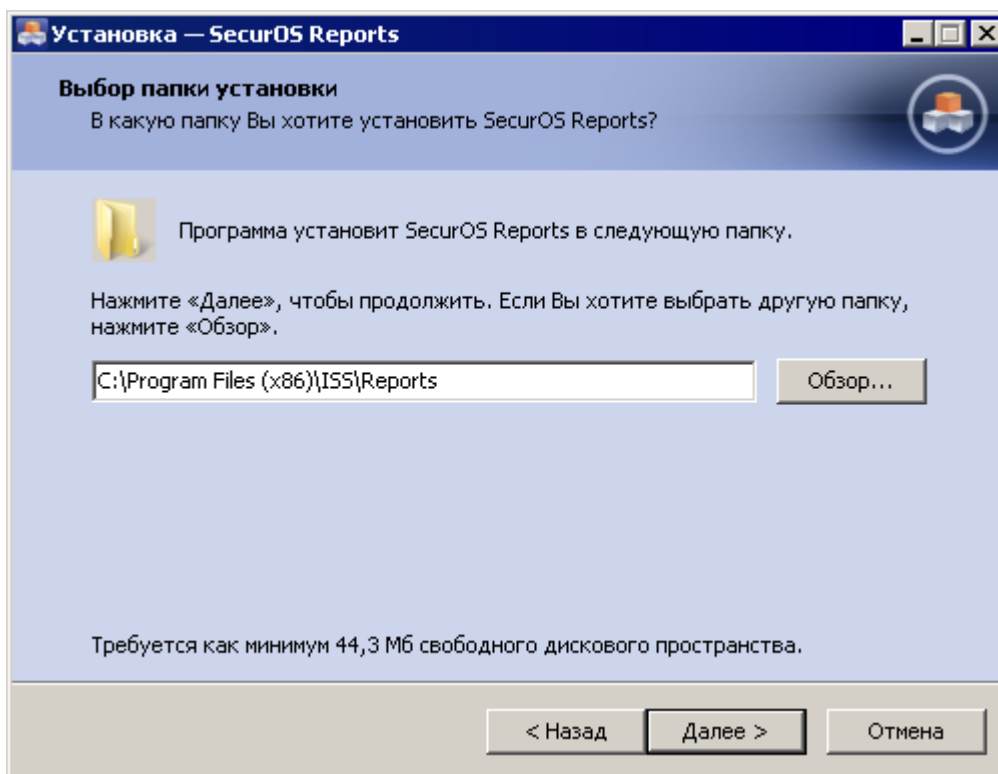 Установка — SecurOS Reports
Выбор папки установки
В какую папку Вы хотите установить SecurOS Reports?
Программа установит SecurOS Reports в следующую папку.
Нажмите «Далее», чтобы продолжить. Если Вы хотите выбрать другую папку,
нажмите «Обзор».
C:\Program Files (x86)\ISS\Reports
Обзор...
Требуется как минимум 44,3 Мб свободного дискового пространства.
< Назад
Далее >
Отмена